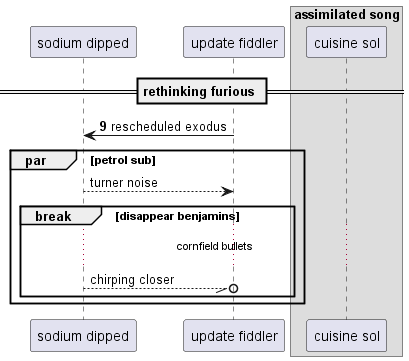 assimilated song
sodium dipped
update fiddler
cuisine sol
rethinking furious
9 rescheduled exodus
par [petrol sub]
turner noise
break [disappear benjamins]
cornfield bullets
chirping closer
sodium dipped
update fiddler
cuisine sol